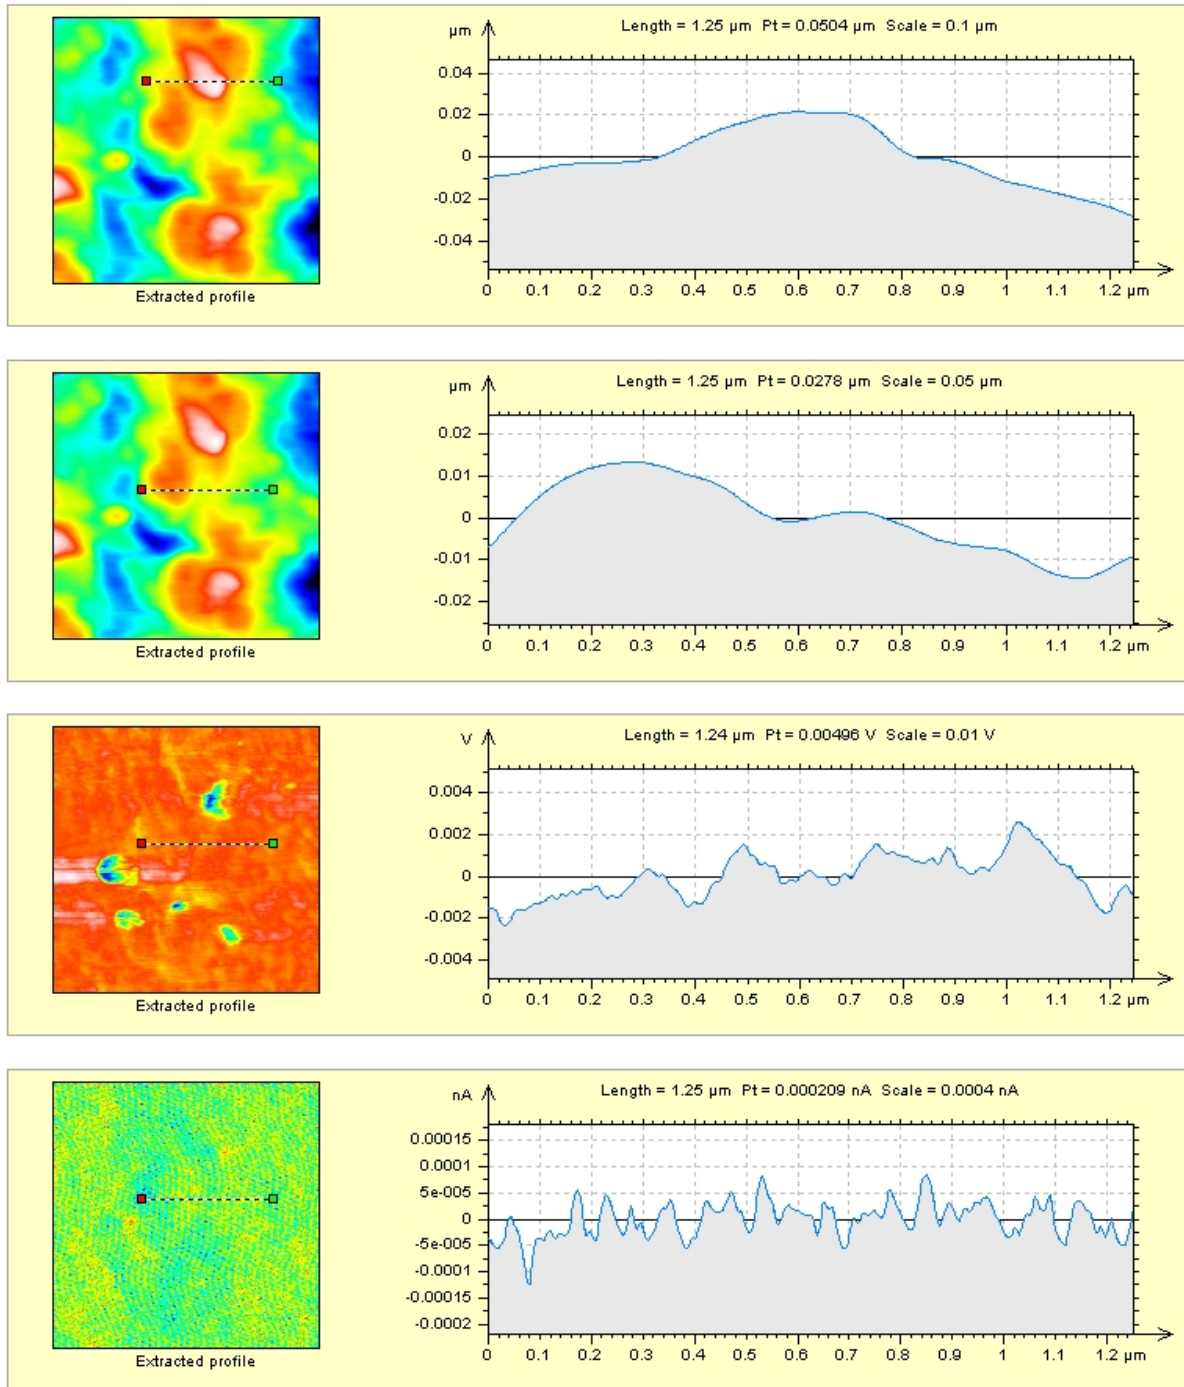 Length = 1.25 µm  Pt = 0.0504 µm  Scale = 0.1 µm
µm
0.04
0.02
0
-0.02
-0.04
0 0.1 0.2 0.3 0.4 0.5 0.6 0.7 0.8 0.9 1 1.1 1.2 µm
Extracted profile
Length = 1.25 µm  Pt = 0.0278 µm  Scale = 0.05 µm
µm
0.02
0.01
0
-0.01
-0.02
0 0.1 0.2 0.3 0.4 0.5 0.6 0.7 0.8 0.9 1 1.1 1.2 µm
Extracted profile
Length = 1.24 µm  Pt = 0.00496 V  Scale = 0.01 V
V
0.004
0.002
0
-0.002
-0.004
0 0.1 0.2 0.3 0.4 0.5 0.6 0.7 0.8 0.9 1 1.1 1.2 µm
Extracted profile
Length = 1.25 µm  Pt = 0.000209 nA  Scale = 0.0004 nA
nA
0.00015
0.0001
5e-005
0
-5e-005
-0.0001
-0.00015
-0.0002
0 0.1 0.2 0.3 0.4 0.5 0.6 0.7 0.8 0.9 1 1.1 1.2 µm
Extracted profile